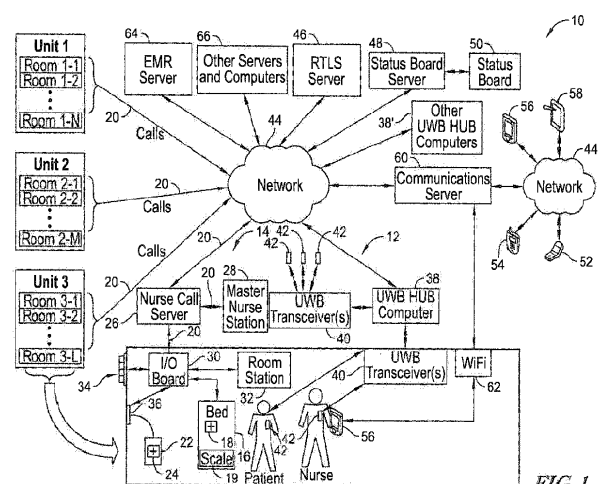 10
Unit 1
Room 1-1
Room 1-2
Room 1-N
20
Calls
Unit 2
Room 2-1
Room 2-2
Room 2-M
20
Calls
Unit 3
Room 3-1
Room 3-2
Room 3-L
20
Calls
64
EMR
Server
66
Other Servers
and Computers
46
RTLS
Server
48
Status Board
Server
50
Status
Board
44
Network
38'
Other
UWB HUB
Computers
60
Communications
Server
56
58
44
Network
54
52
20
14
42
42
42
12
26
Nurse Call
Server
20
28
Master
Nurse
Station
UWB
Transceiver(s)
40
38
UWB HUB
Computer
20
34
I/O
Board
30
Room
Station
32
UWB
Transceiver(s)
40
WiFi
62
36
22
24
Bed
18
16
Scale
19
42
Patient
42
Nurse
56
FIG. 1